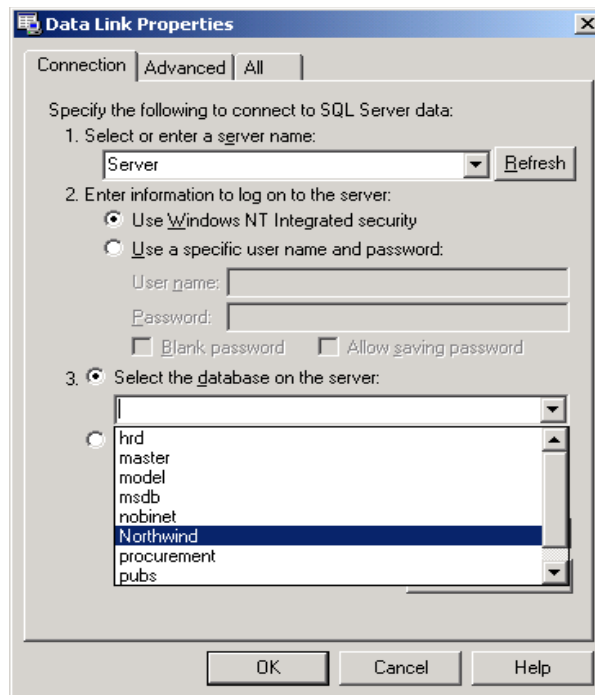 Data Link Properties
Connection Advanced All
Specify the following to connect to SQL Server data:
1. Select or enter a server name:
Server Refresh
2. Enter information to log on to the server:
Use Windows NT Integrated security
Use a specific user name and password:
User name:
Password:
Blank password Allow saving password
3. Select the database on the server:
hrd
master
model
msdb
nobinet
Northwind
procurement
pubs
OK Cancel Help